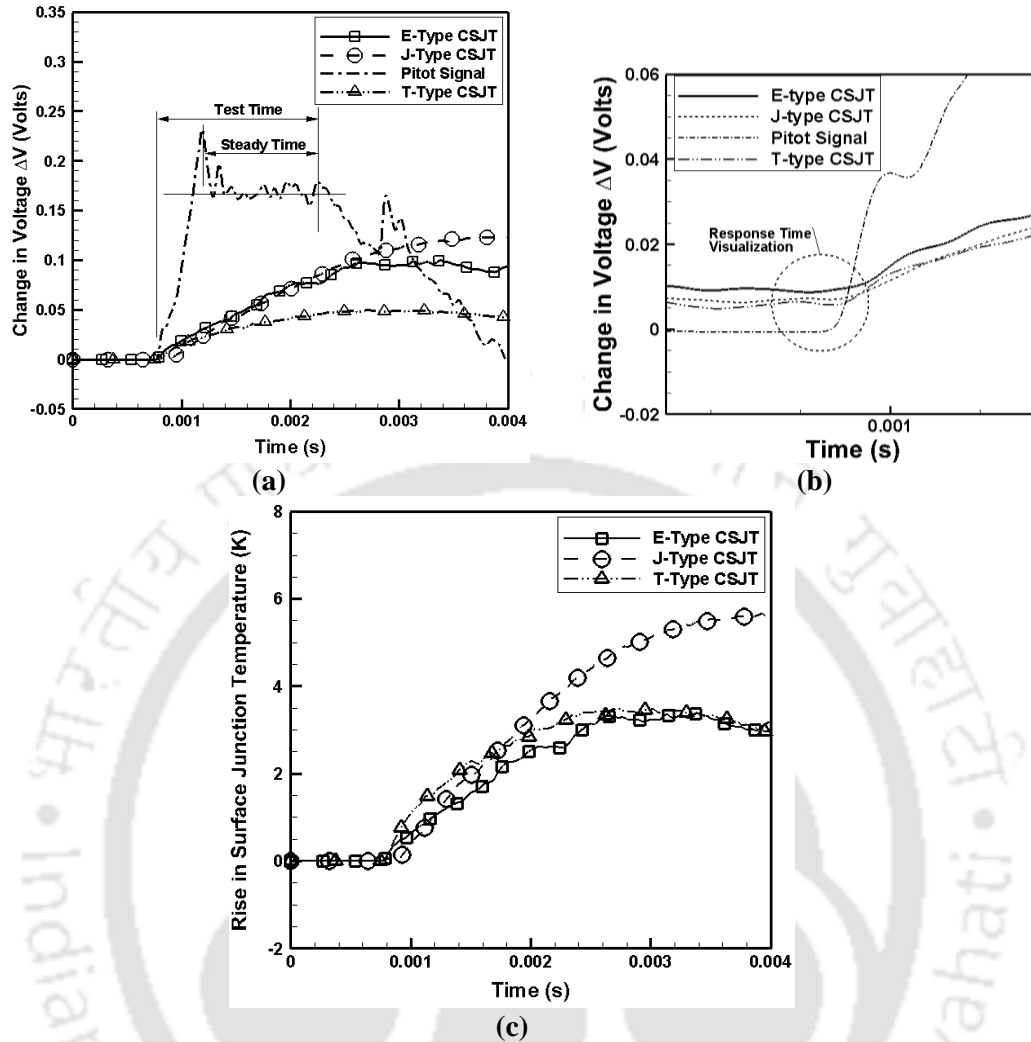 0.35
0.30
0.25
0.20
0.15
0.10
0.05
0
-0.05
Change in Voltage ΔV (Volts)
E-Type CSJT
J-Type CSJT
Pitot Signal
T-Type CSJT
Test Time
Steady Time
0
0.001
0.002
0.003
0.004
Time (s)
(a)
0.06
0.04
0.02
0
-0.02
Change in Voltage ΔV (Volts)
E-type CSJT
J-type CSJT
Pitot Signal
T-type CSJT
Response Time
Visualization
0.001
Time (s)
(b)
8
6
4
2
0
-2
Rise in Surface Junction Temperature (K)
E-Type CSJT
J-Type CSJT
T-Type CSJT
0
0.001
0.002
0.003
0.004
Time (s)
(c)